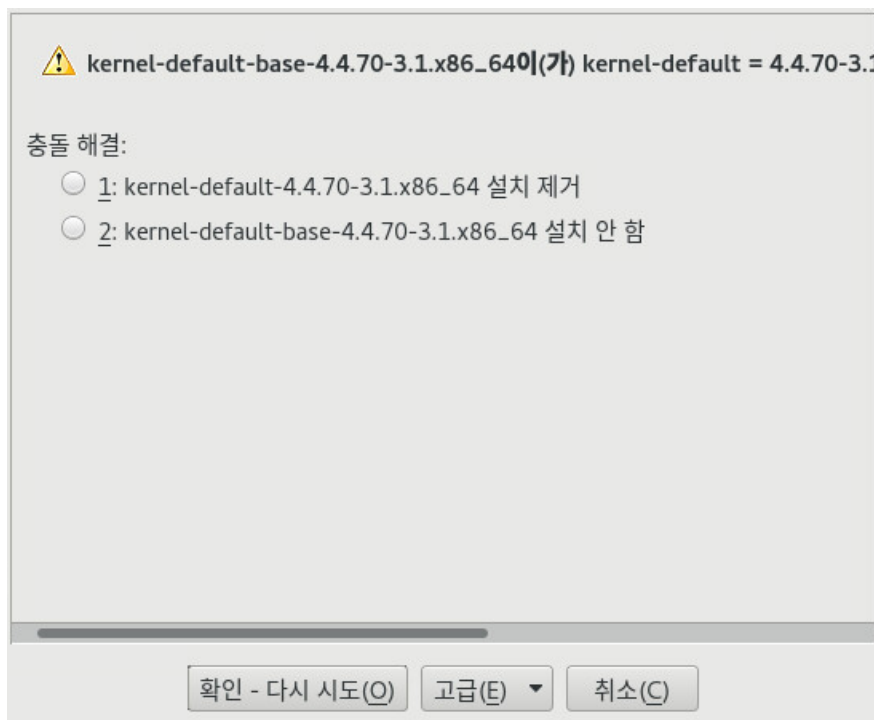 kernel-default-base-4.4.70-3.1.x86_64이(가) kernel-default = 4.4.70-3.1
충돌 해결:
1: kernel-default-4.4.70-3.1.x86_64 설치 제거
2: kernel-default-base-4.4.70-3.1.x86_64 설치 안 함
확인 - 다시 시도(O) 고급(E) 취소(C)